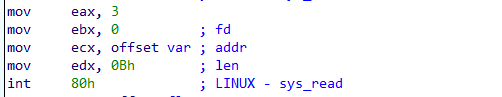 mov eax, 3
mov ebx, 0 ; fd
mov ecx, offset var ; addr
mov edx, 0Bh ; len
int 80h ; LINUX - sys_read